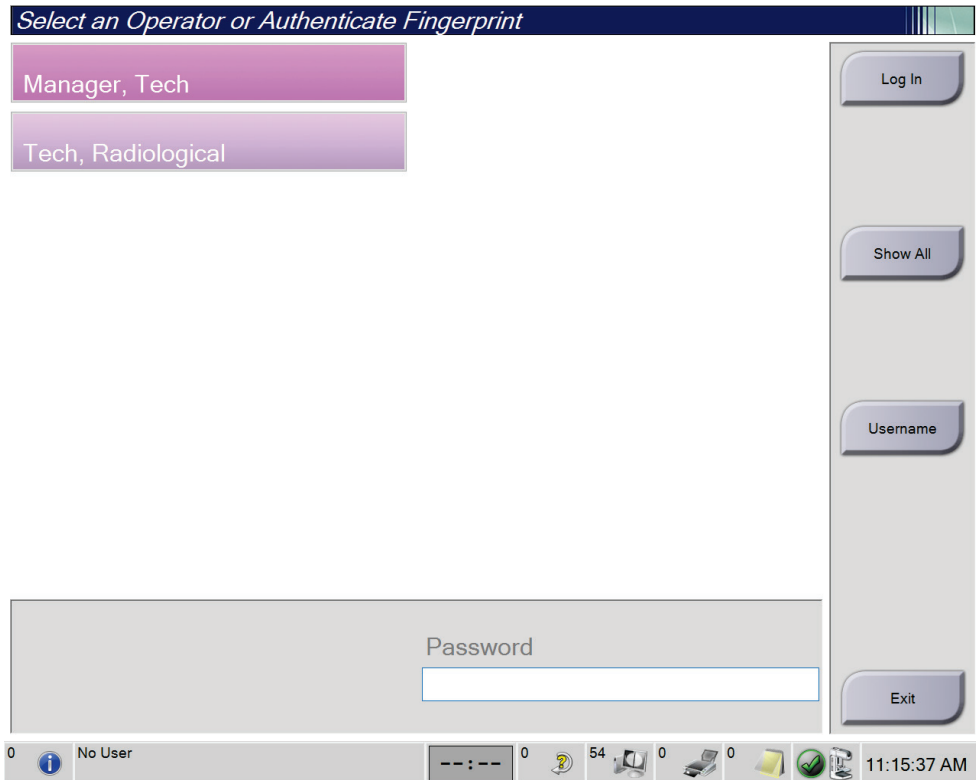 Select an Operator or Authenticate Fingerprint
Manager, Tech
Log In
Tech, Radiological
Show All
Username
Password
Exit
0
i
No User
--:--
0
?
54
0
0
11:15:37 AM